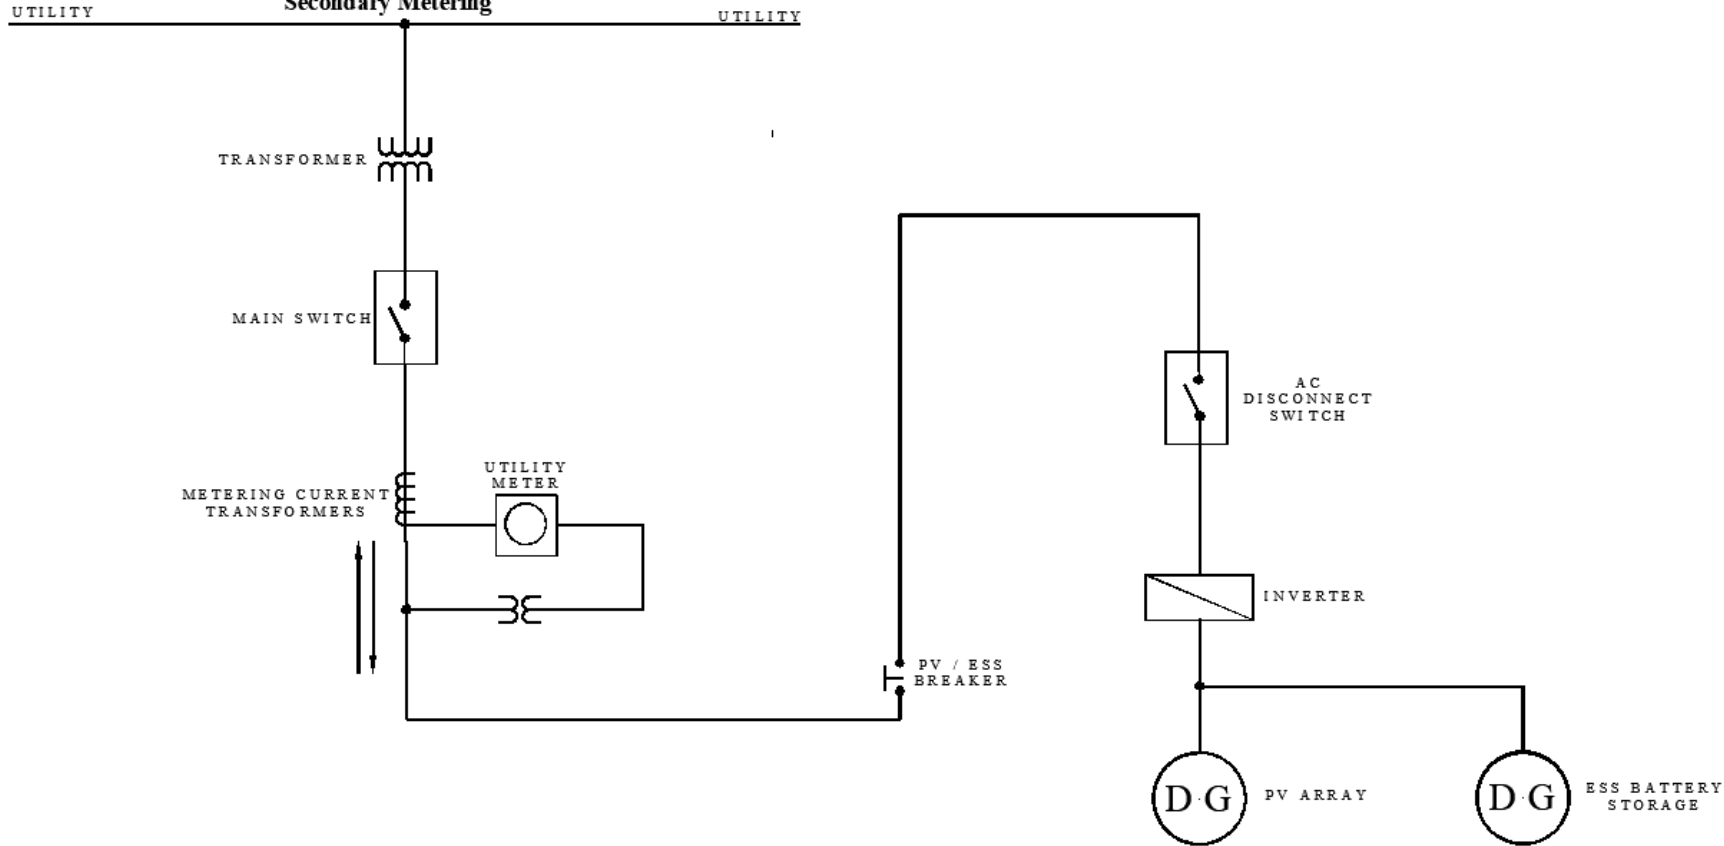 Secondary Metering
UTILITY
UTILITY
TRANSFORMER
MAIN SWITCH
AC
DISCONNECT
SWITCH
UTILITY
METER
METERING CURRENT
TRANSFORMERS
INVERTER
PV / ESS
BREAKER
D·G
PV ARRAY
D·G
ESS BATTERY
STORAGE